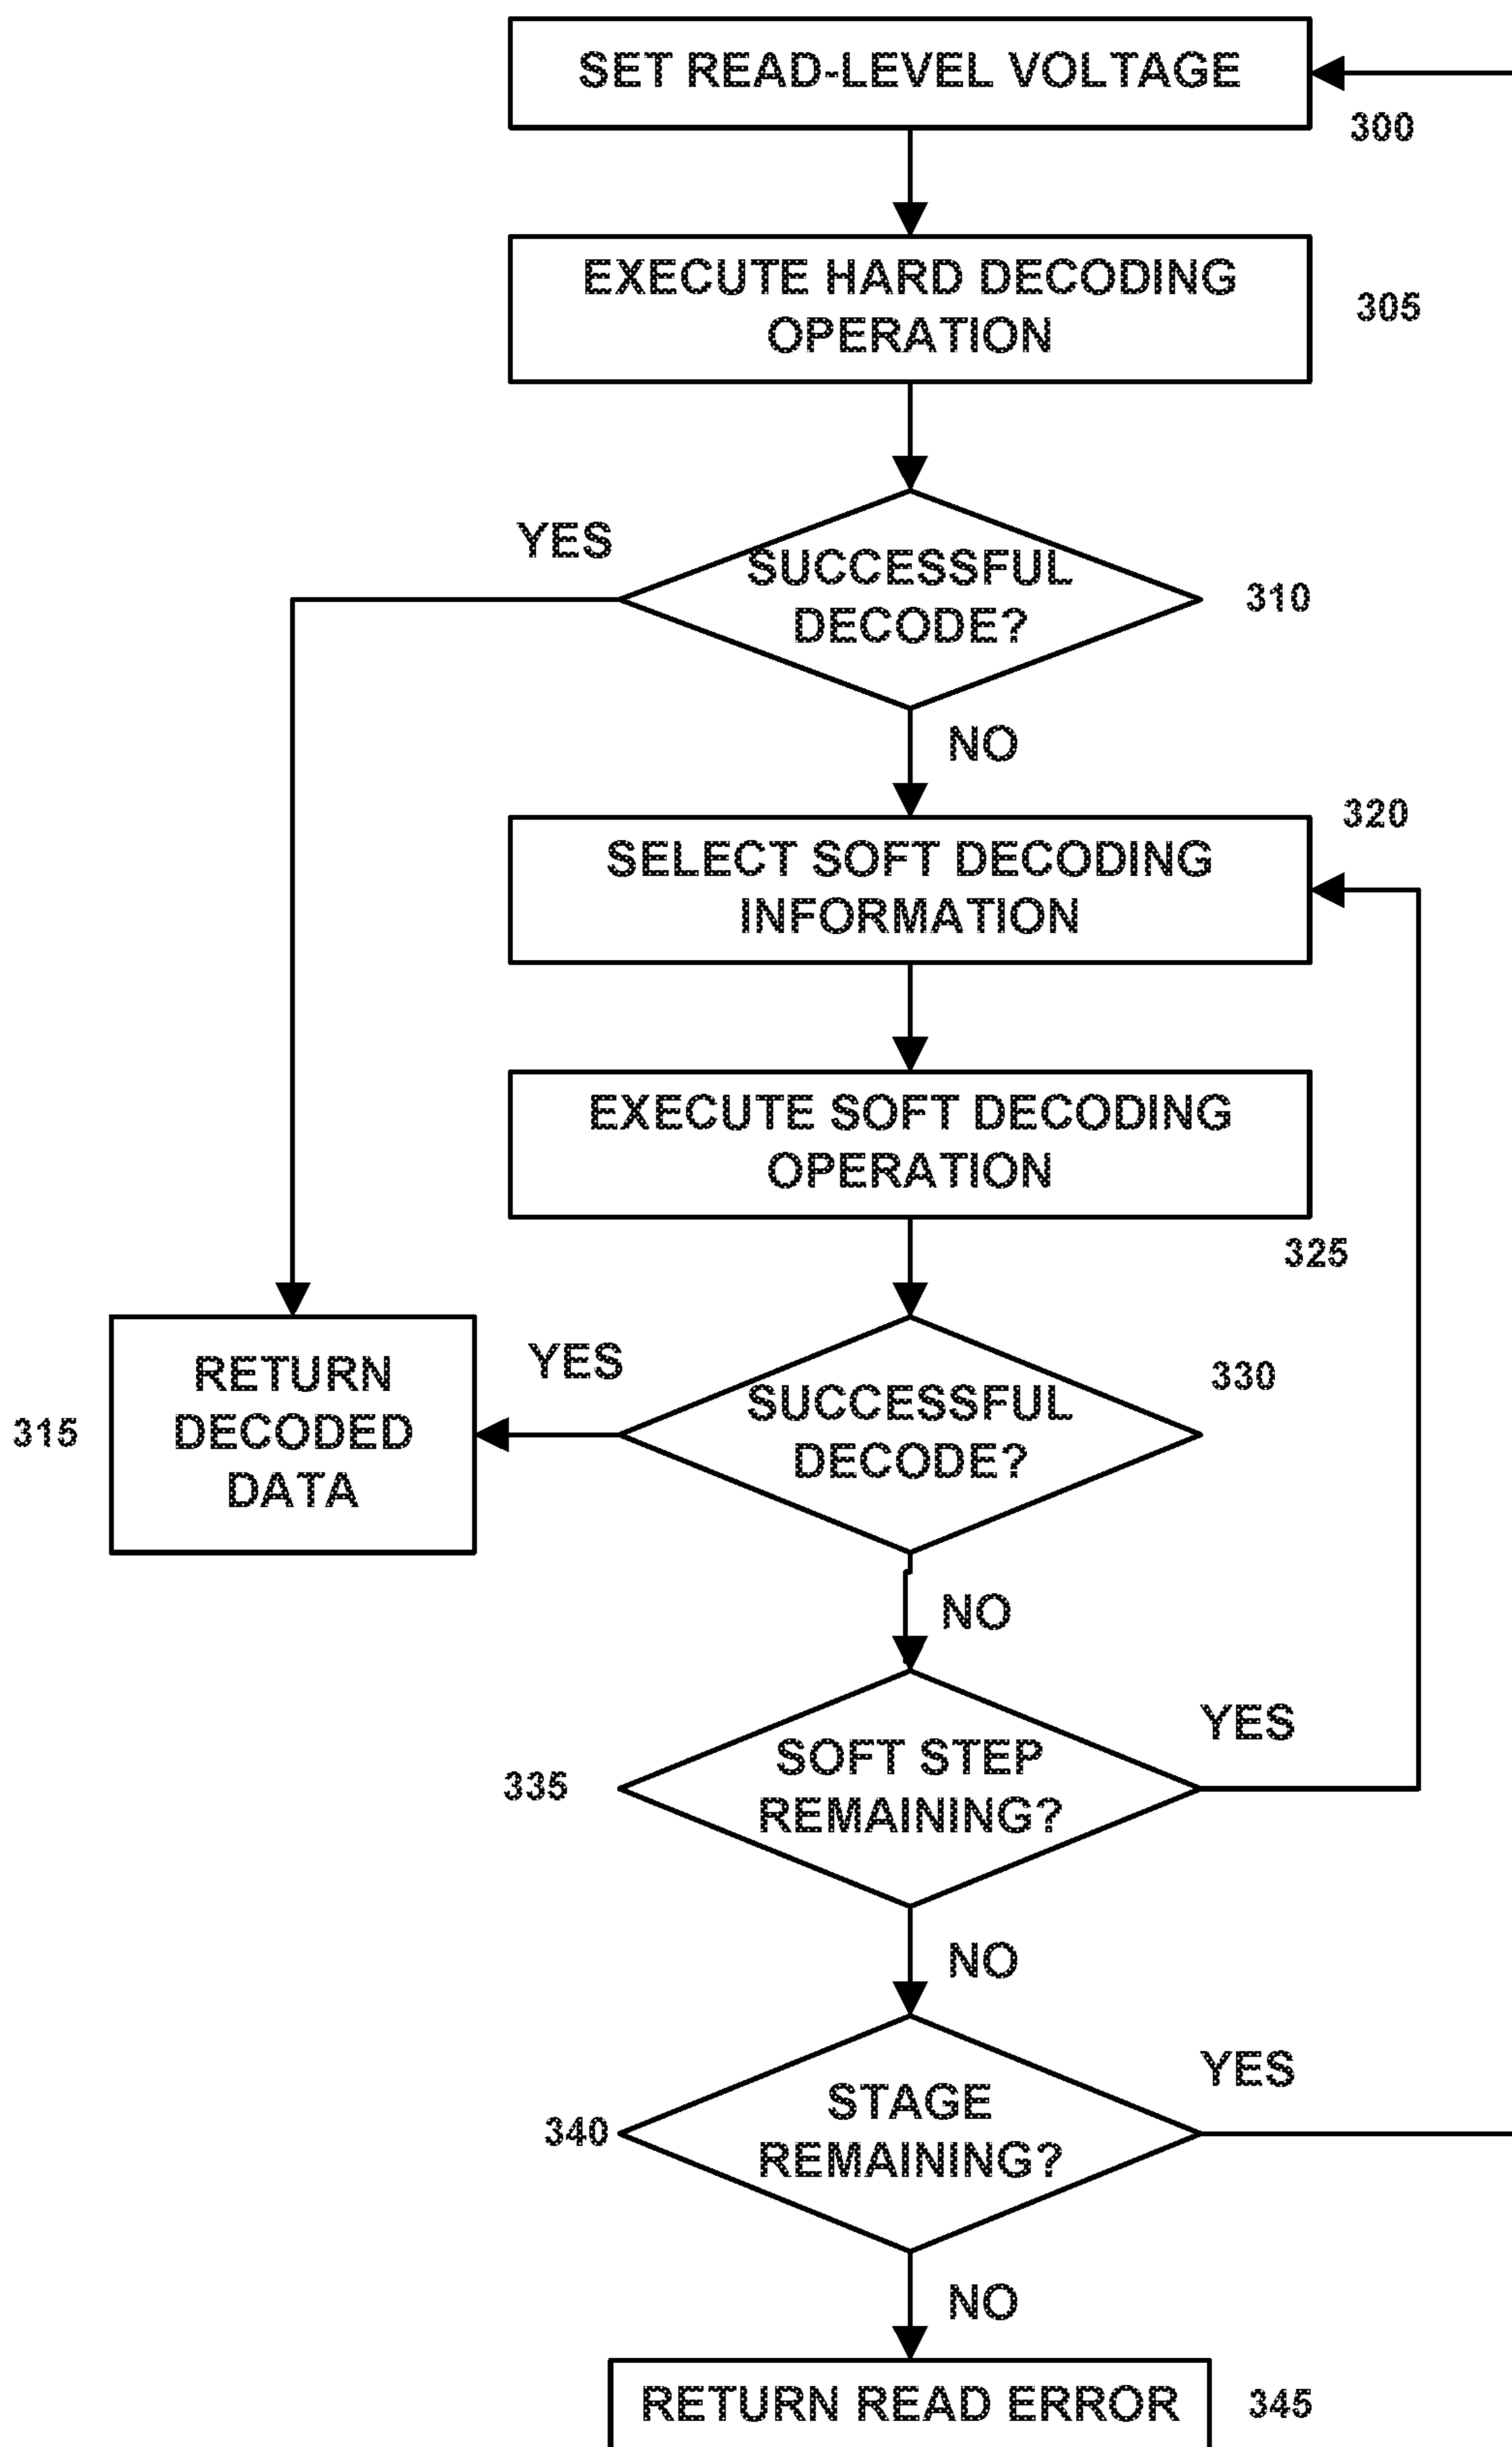 SET READ-LEVEL VOLTAGE
300
EXECUTE HARD DECODING
OPERATION
305
YES
SUCCESSFUL
DECODE?
310
NO
320
SELECT SOFT DECODING
INFORMATION
EXECUTE SOFT DECODING
OPERATION
325
315
RETURN
DECODED
DATA
YES
SUCCESSFUL
DECODE?
330
NO
335
SOFT STEP
REMAINING?
YES
NO
340
STAGE
REMAINING?
YES
NO
RETURN READ ERROR
345